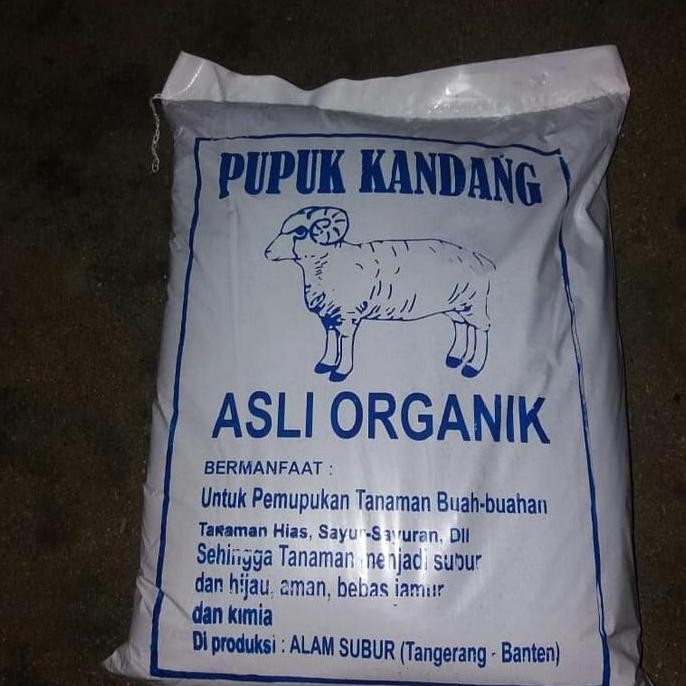 PUPUK KANDANG
ASLI ORGANIK
BERMANFAAT :
Untuk Pemupukan Tanaman Buah-buahan
Tanaman Hias, Sayur-Sayuran, Dll
Sehingga Tanaman menjadi subur
dan hijau, aman, bebas jamur
dan kimia
Di produksi : ALAM SUBUR (Tangerang - Banten)